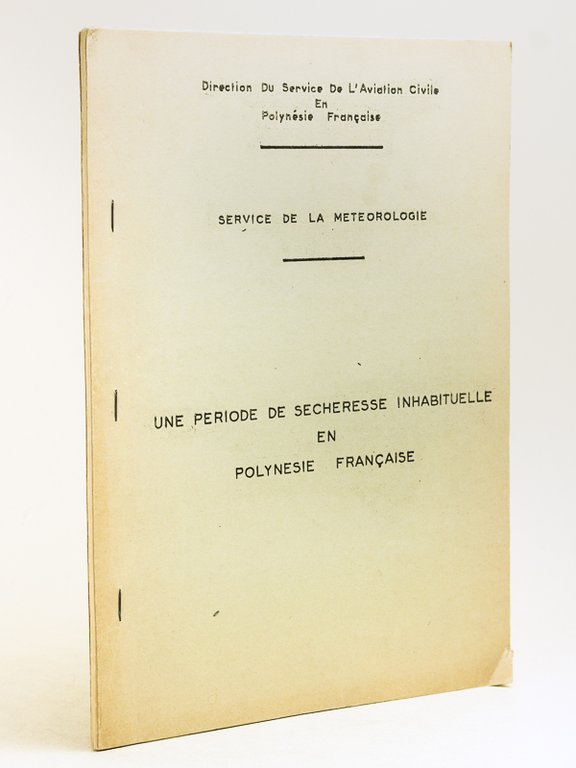 Direction Du Service De L'Aviation Civile
En
Polynésie Française
SERVICE DE LA METEOROLOGIE
UNE PERIODE DE SECHERESSE INHABITUELLE
EN
POLYNESIE FRANÇAISE